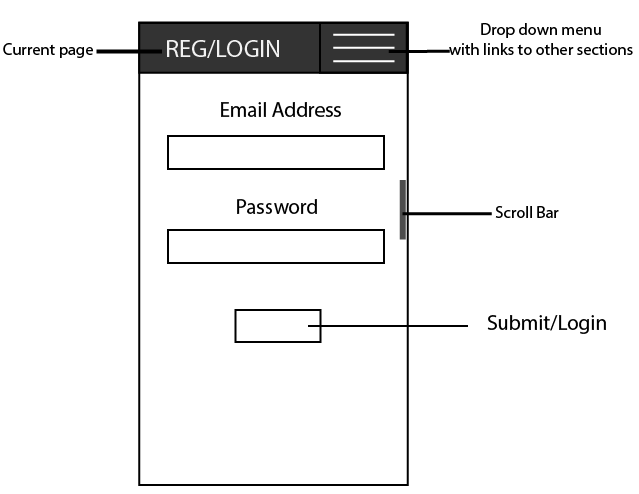 Drop down menu
Current page
REG/LOGIN
with links to other sections
Email Address
Password
Scroll Bar
Submit/Login